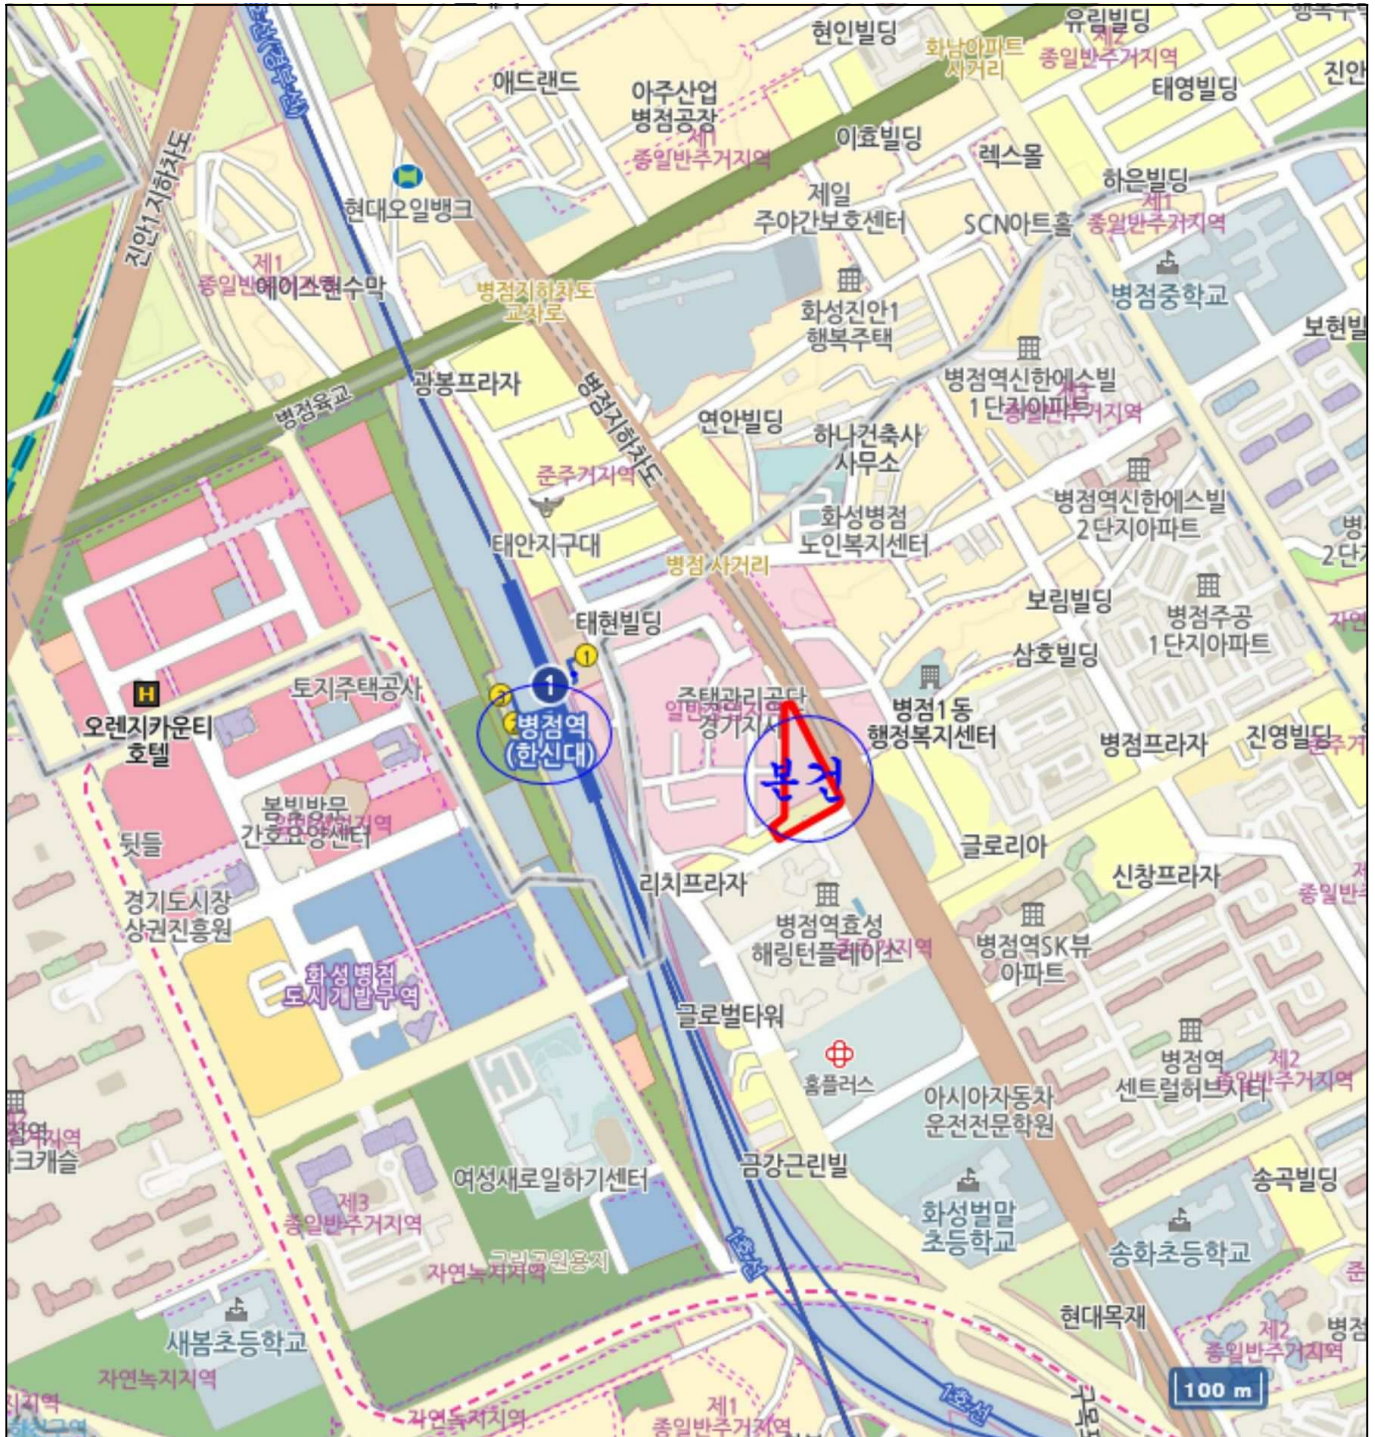 현인빌딩
유림빌딩
화남아파트
사거리
제2
종일반주거지역
애드랜드
아주산업
병점공장
제1
종일반주거지역
태영빌딩
진안
이효빌딩
렉스몰
하은빌딩
제1
종일반주거지역
제일
주야간보호센터
SCN아트홀
진안1지하차도
현대오일뱅크
제1
에이스현수막
병점지하차도
교차로
화성진안1
행복주택
병점중학교
보현빌
병점역신한에스빌
1단지아파트
광봉프라자
병점육교
병점지하차도
연안빌딩
하나건축사
사무소
준주거지역
병점역신한에스빌
2단지아파트
태안지구대
화성병점
노인복지센터
병점 사거리
병점주공
1단지아파트
보림빌딩
태현빌딩
삼호빌딩
1
1
H
토지주택공사
주택관리공단
경기지사
병점1동
행정복지센터
오렌지카운티
호텔
병점역
(한신대)
병점프라자
진영빌딩
본건
봄빛방문
간호요양센터
뒷들
글로리아
신창프라자
리치프라자
경기도시장
상권진흥원
병점역효성
해링턴플레이스
병점역SK뷰
아파트
화성병점
도시개발구역
글로벌타워
홈플러스
병점역
센트럴허브시티
제2
종일반주거지역
아시아자동차
운전전문학원
크캐슬
여성새로일하기센터
금강근린빌
송곡빌딩
제3
종일반주거지역
화성벌말
초등학교
송화초등학교
1호선
근린공원용지
자연녹지지역
새봄초등학교
현대목재
제2
종일반주거지역
자연녹지지역
100 m
1호선
자연녹지지역
제1
종일반주거지역